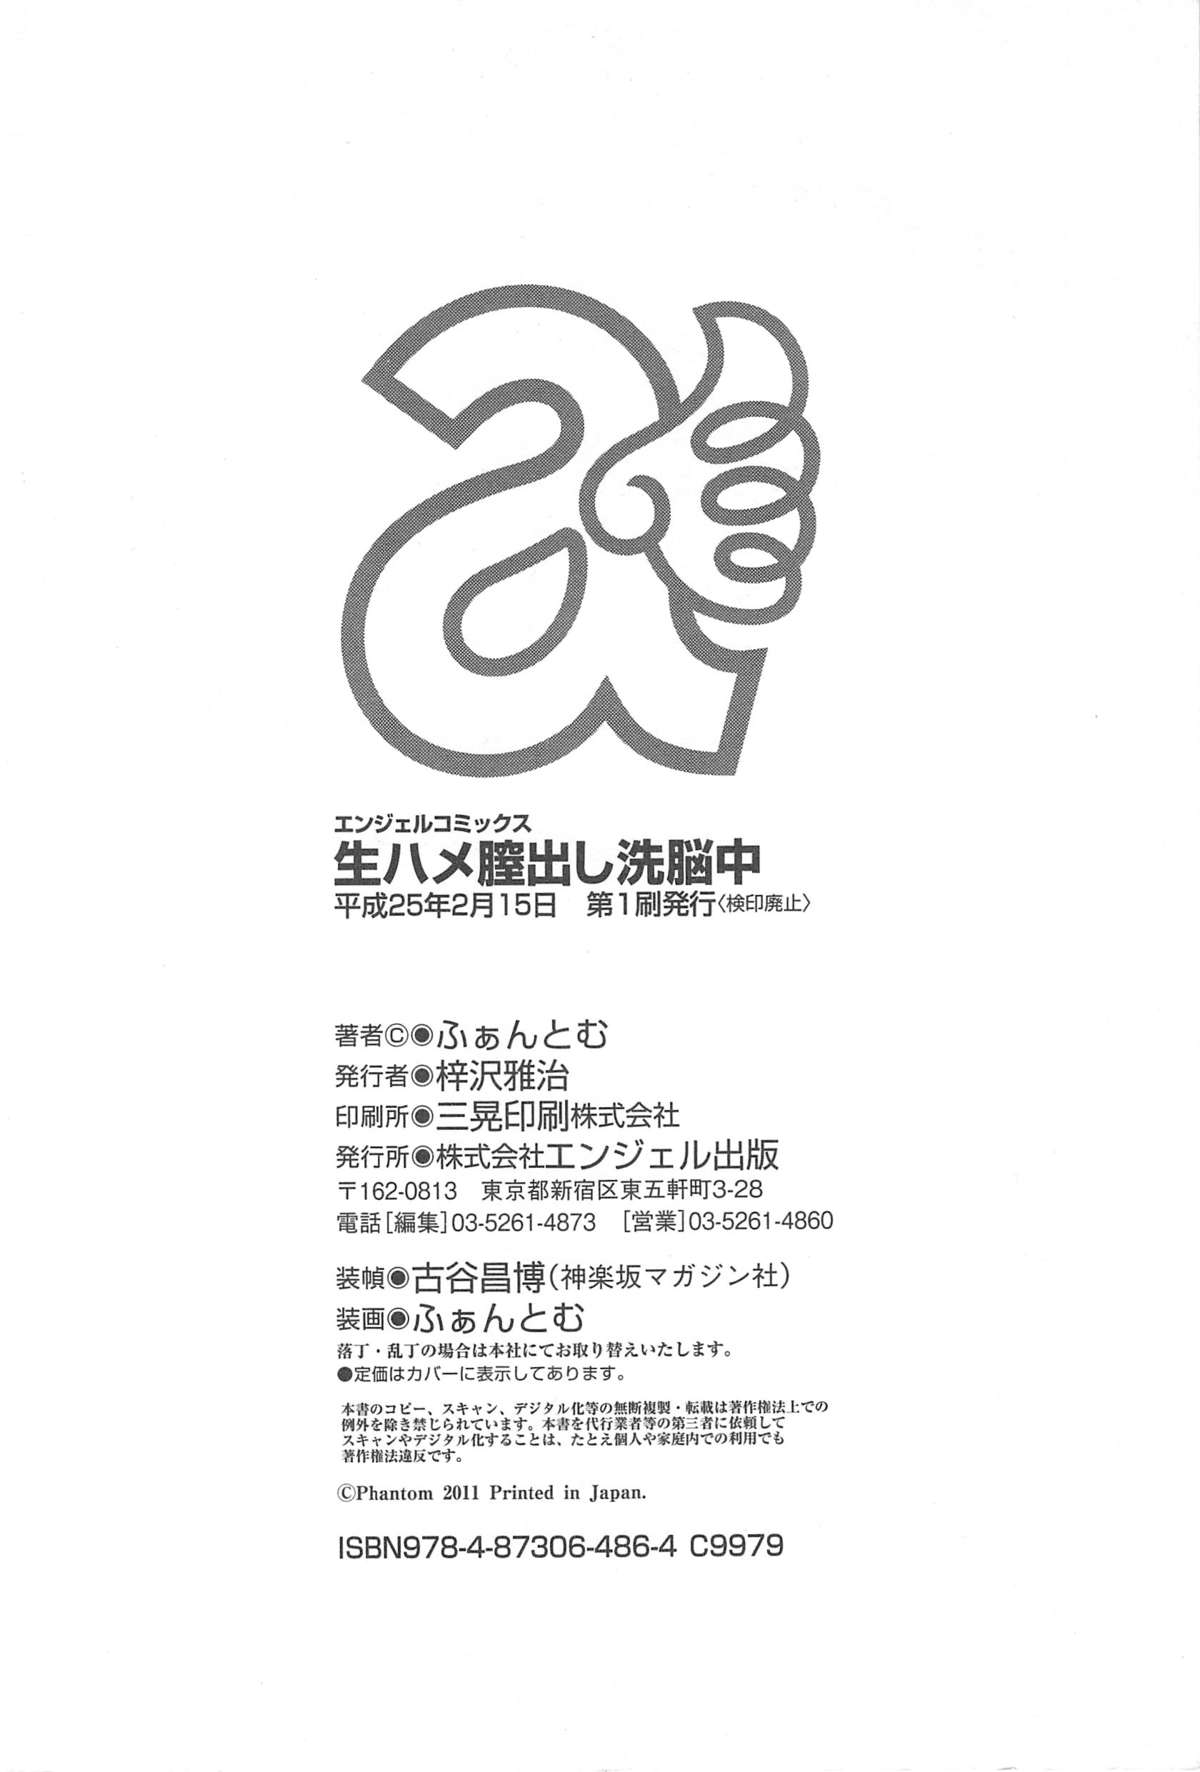 エンジェルコミックス
生ハメ膣出し洗脳中
平成25年2月15日　第1刷発行〈検印廃止〉
著者©◉ふぁんとむ
発行者◉梓沢雅治
印刷所◉三晃印刷株式会社
発行所◉株式会社エンジェル出版
〒162-0813　東京都新宿区東五軒町3-28
電話[編集]03-5261-4873　[営業]03-5261-4860
装幀◉古谷昌博(神楽坂マガジン社)
装画◉ふぁんとむ
落丁・乱丁の場合は本社にてお取り替えいたします。
●定価はカバーに表示してあります。
本書のコピー、スキャン、デジタル化等の無断複製・転載は著作権法上での
例外を除き禁じられています。本書を代行業者等の第三者に依頼して
スキャンやデジタル化することは、たとえ個人や家庭内での利用でも
著作権法違反です。
©Phantom 2011 Printed in Japan.
ISBN978-4-87306-486-4 C9979